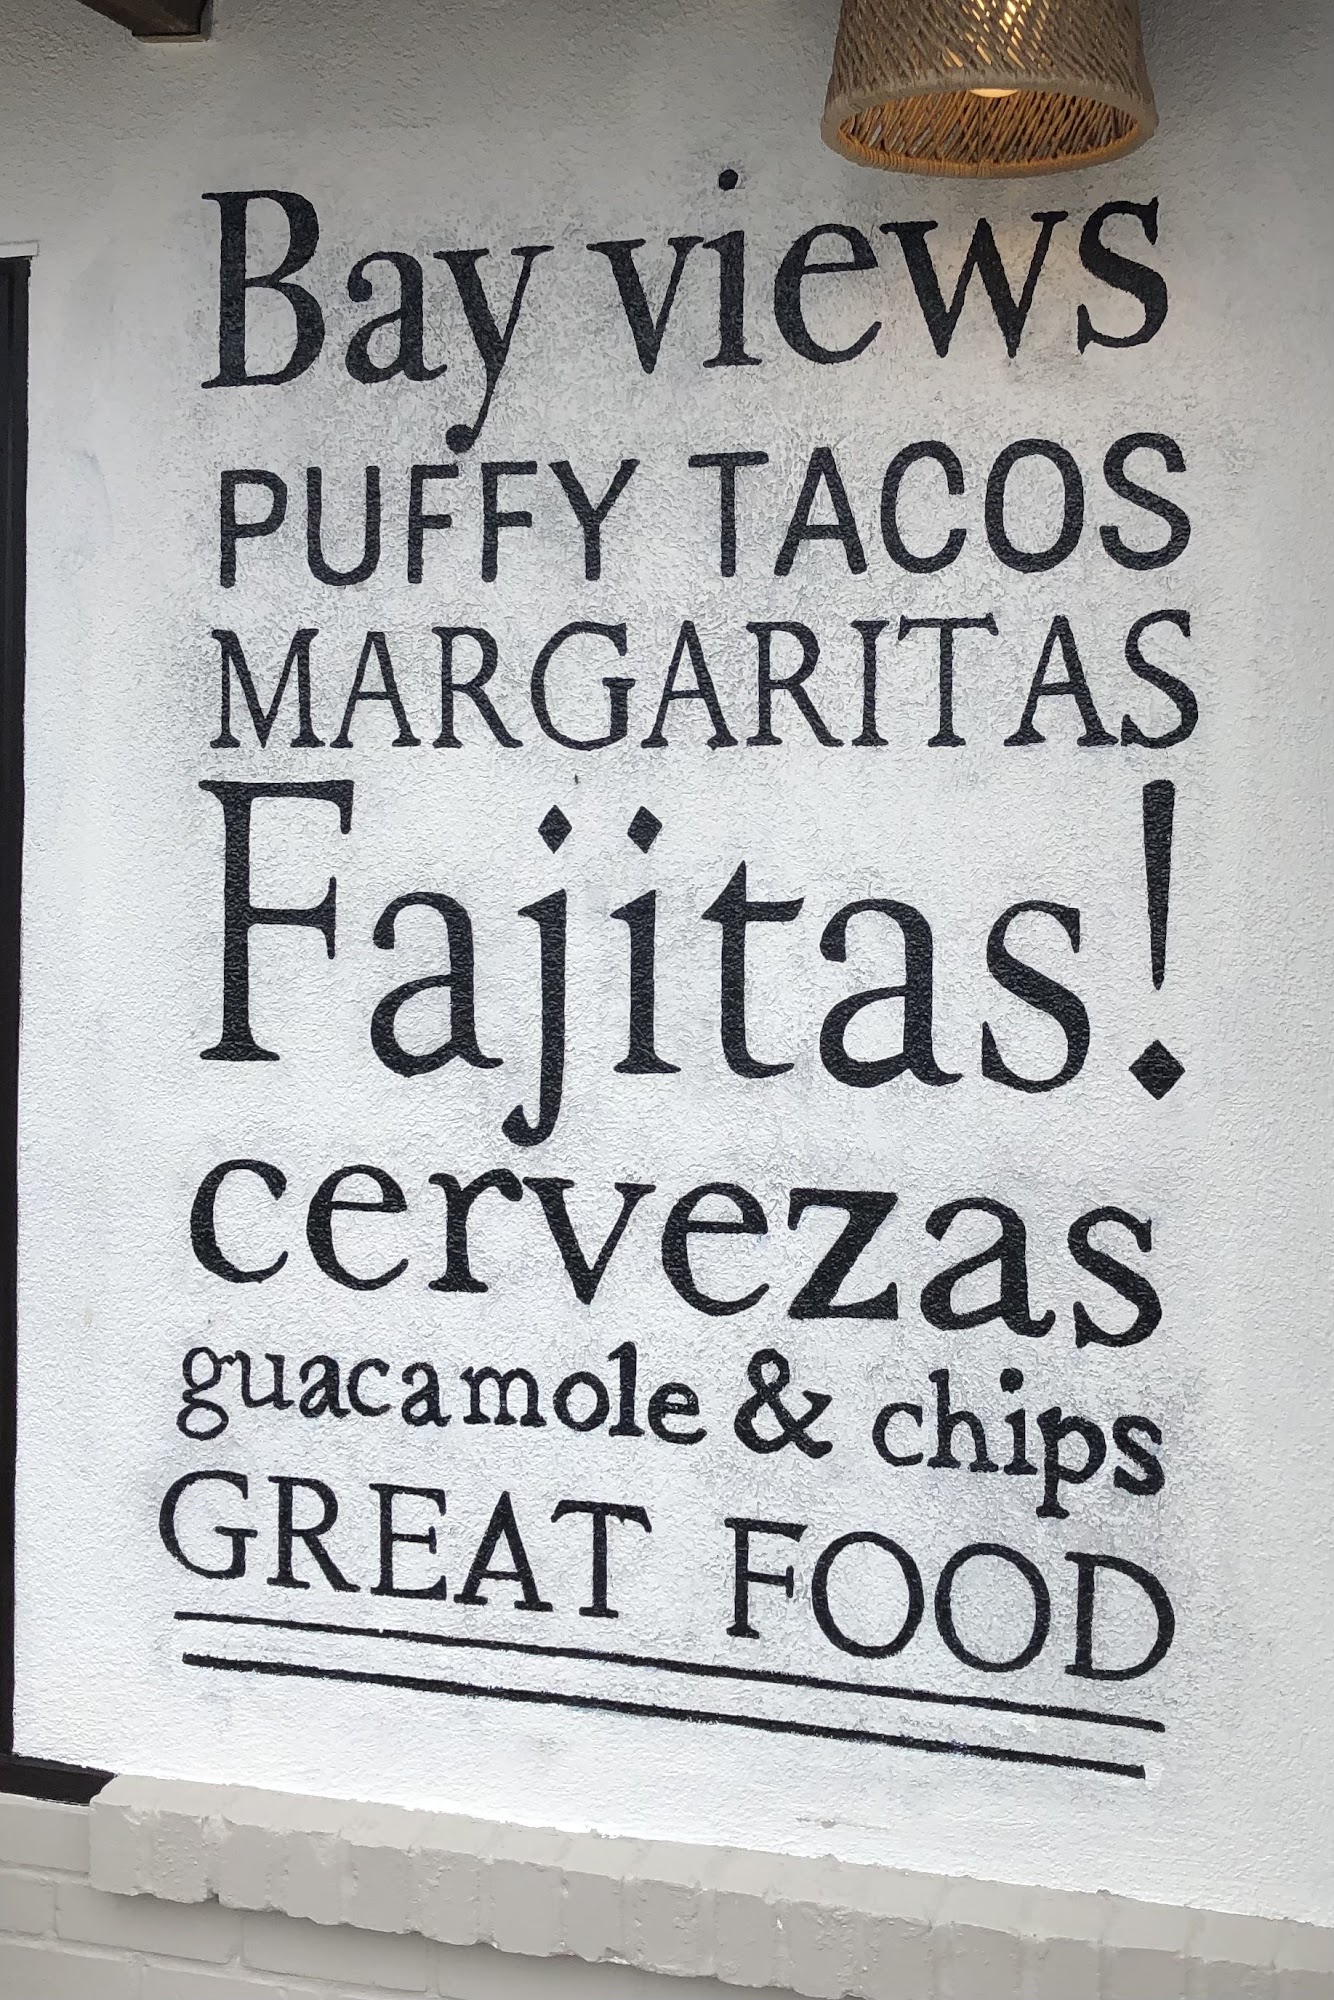 Bay views
PUFFY TACOS
MARGARITAS
Fajitas!
cervezas
guacamole & chips
GREAT FOOD